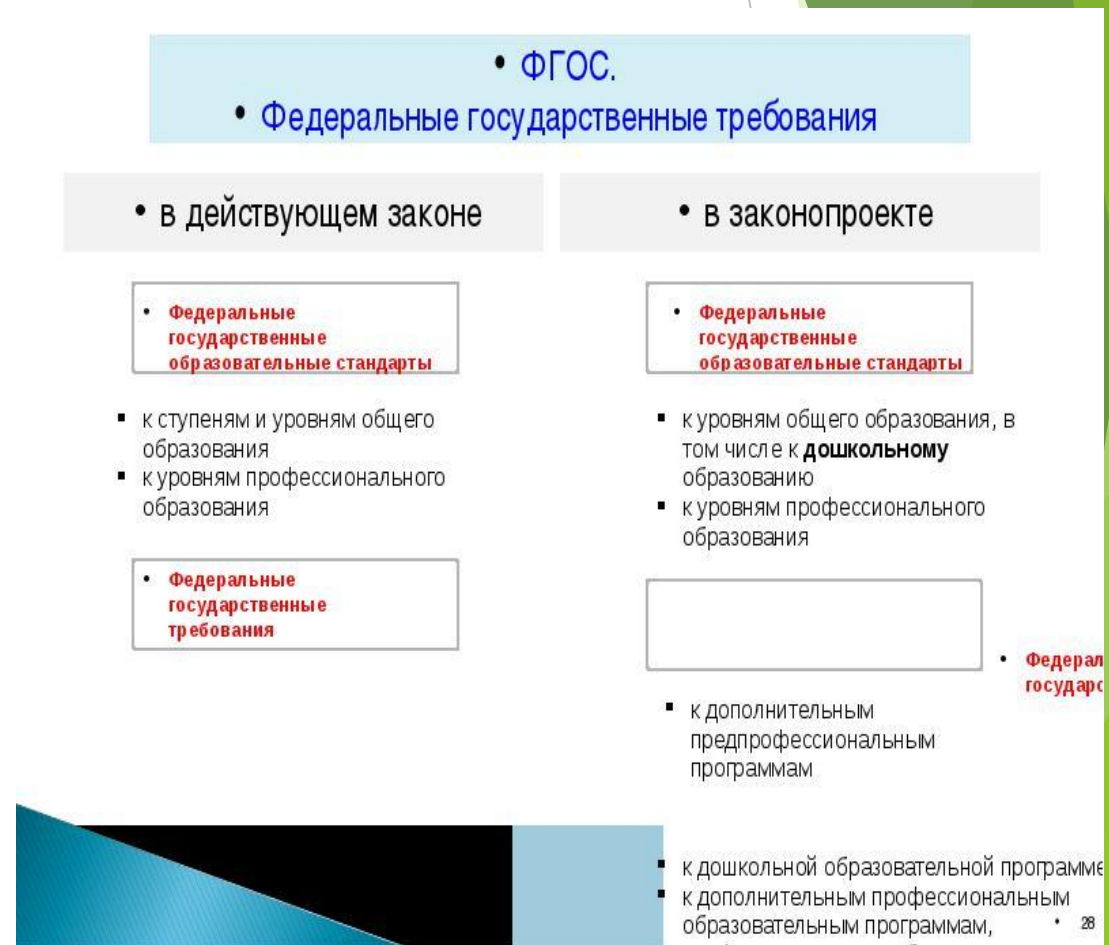 • ФГОС.
• Федеральные государственные требования
• в действующем законе
• Федеральные
государственные
образовательные стандарты
▪ к ступеням и уровням общего
образования
▪ к уровням профессионального
образования
• Федеральные
государственные
требования
• в законопроекте
• Федеральные
государственные
образовательные стандарты
▪ к уровням общего образования, в
том числе к дошкольному
образованию
▪ к уровням профессионального
образования
• Федерал
государс
▪ к дополнительным
предпрофессиональным
программам
▪ к дошкольной образовательной программе
▪ к дополнительным профессиональным
образовательным программам,
• 28